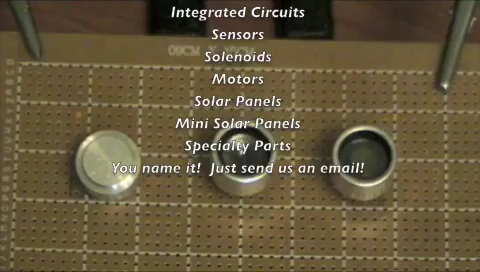 Integrated Circuits
Sensors
Solenoids
Motors
Solar Panels
Mini Solar Panels
Specialty Parts
You name it!  Just send us an email!